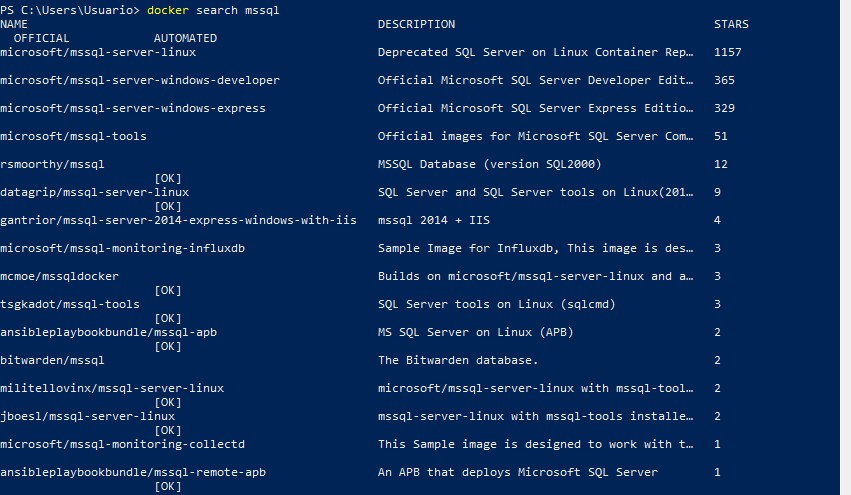 PS C:\Users\Usuario> docker search mssql
NAME DESCRIPTION STARS
OFFICIAL AUTOMATED
microsoft/mssql-server-linux Deprecated SQL Server on Linux Container Rep… 1157
microsoft/mssql-server-windows-developer Official Microsoft SQL Server Developer Edit… 365
microsoft/mssql-server-windows-express Official Microsoft SQL Server Express Editio… 329
microsoft/mssql-tools Official images for Microsoft SQL Server Com… 51
rsmoorthy/mssql MSSQL Database (version SQL2000) 12
[OK]
datagrip/mssql-server-linux SQL Server and SQL Server tools on Linux(201… 9
[OK]
gantrior/mssql-server-2014-express-windows-with-iis mssql 2014 + IIS 4
microsoft/mssql-monitoring-influxdb Sample Image for Influxdb, This image is des… 3
mcmoe/mssqldocker Builds on microsoft/mssql-server-linux and a… 3
[OK]
tsgkadot/mssql-tools SQL Server tools on Linux (sqlcmd) 3
[OK]
ansibleplaybookbundle/mssql-apb MS SQL Server on Linux (APB) 2
[OK]
bitwarden/mssql The Bitwarden database. 2
militellovinx/mssql-server-linux microsoft/mssql-server-linux with mssql-tool… 2
[OK]
jboesl/mssql-server-linux mssql-server-linux with mssql-tools installe… 2
[OK]
microsoft/mssql-monitoring-collectd This Sample image is designed to work with t… 1
ansibleplaybookbundle/mssql-remote-apb An APB that deploys Microsoft SQL Server 1
[OK]